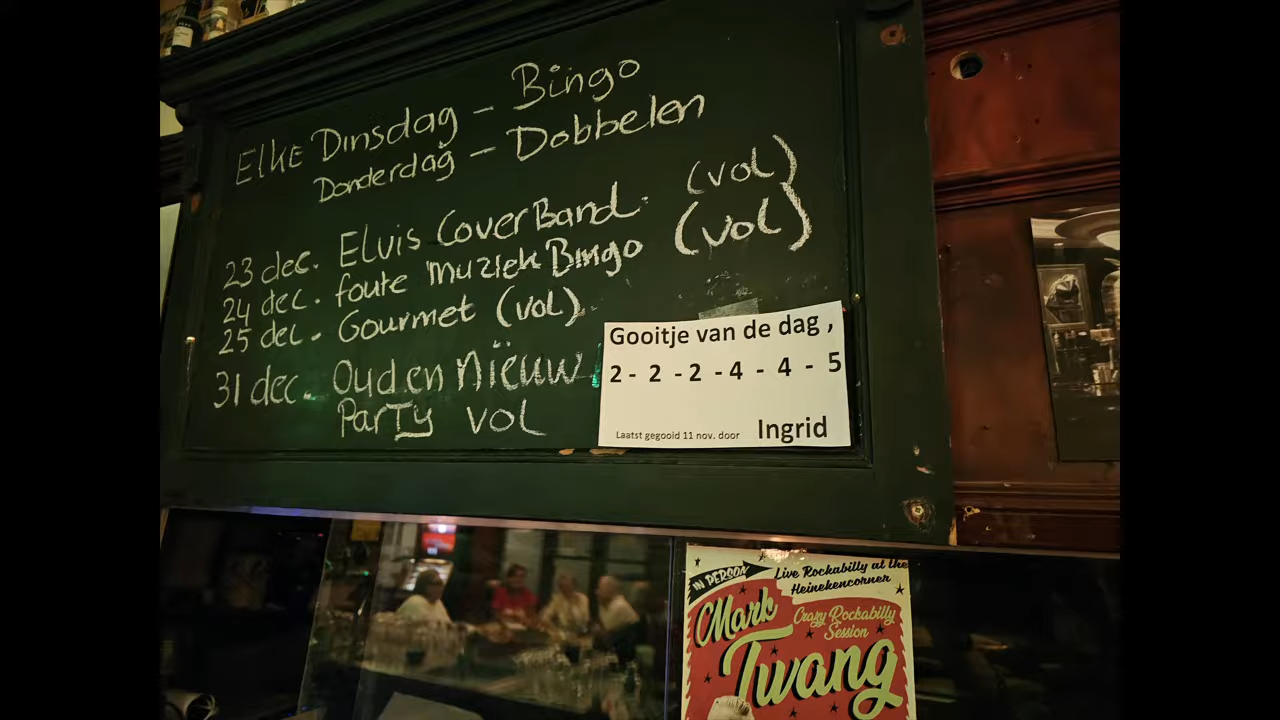 Elke Dinsdag - Bingo
Donderdag - Dobbelen
23 dec. Elvis CoverBand. (vol)
24 dec. foute muziek Bingo (vol)
25 dec. Gourmet (vol).
31 dec. Oud en niëuw
Party vol
Gooitje van de dag ,
2 - 2 - 2 - 4 - 4 - 5
Laatst gegooid 11 nov. door Ingrid
IN PERSON
Live Rockabilly at the
Heinekencorner
Mark
Crazy Rockabilly
Session
Twang